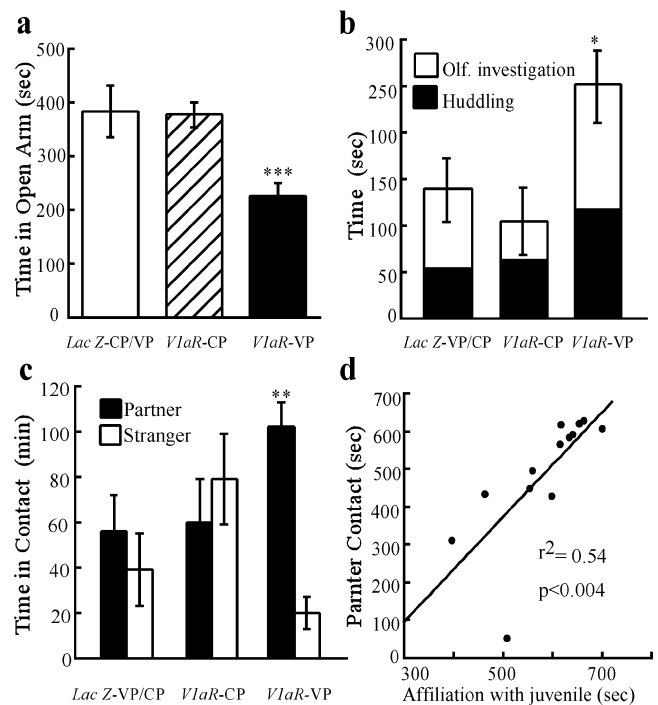 a
Time in Open Arm (sec)
500
400
300
200
100
0
***
Lac Z-CP/VP
V1aR-CP
V1aR-VP
b
Time (sec)
300
250
150
100
50
0
*
Olf. investigation
Huddling
Lac Z-VP/CP
V1aR-CP
V1aR-VP
c
Time in Contact (min)
120
80
60
40
20
0
**
Partner
Stranger
Lac Z-VP/CP
V1aR-CP
V1aR-VP
d
Parnter Contact (sec)
700
600
500
400
300
200
100
0
r2= 0.54
p<0.004
300
500
700
Affiliation with juvenile (sec)